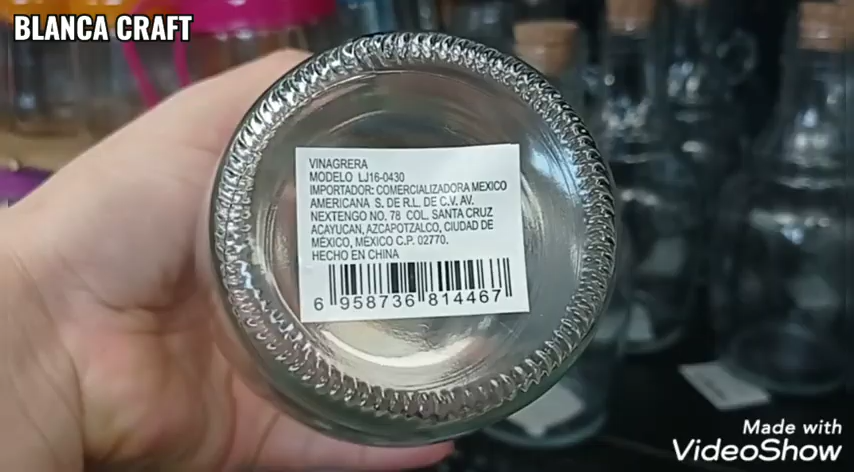 BLANCA CRAFT
VINAGRERA
MODELO LJ16-0430
IMPORTADOR: COMERCIALIZADORA MEXICO
AMERICANA S. DE R.L. DE C.V. AV.
NEXTENGO NO. 78 COL. SANTA CRUZ
ACAYUCAN, AZCAPOTZALCO, CIUDAD DE
MÉXICO, MÉXICO C.P. 02770.
HECHO EN CHINA
6 958736 814467
Made with
VideoShow